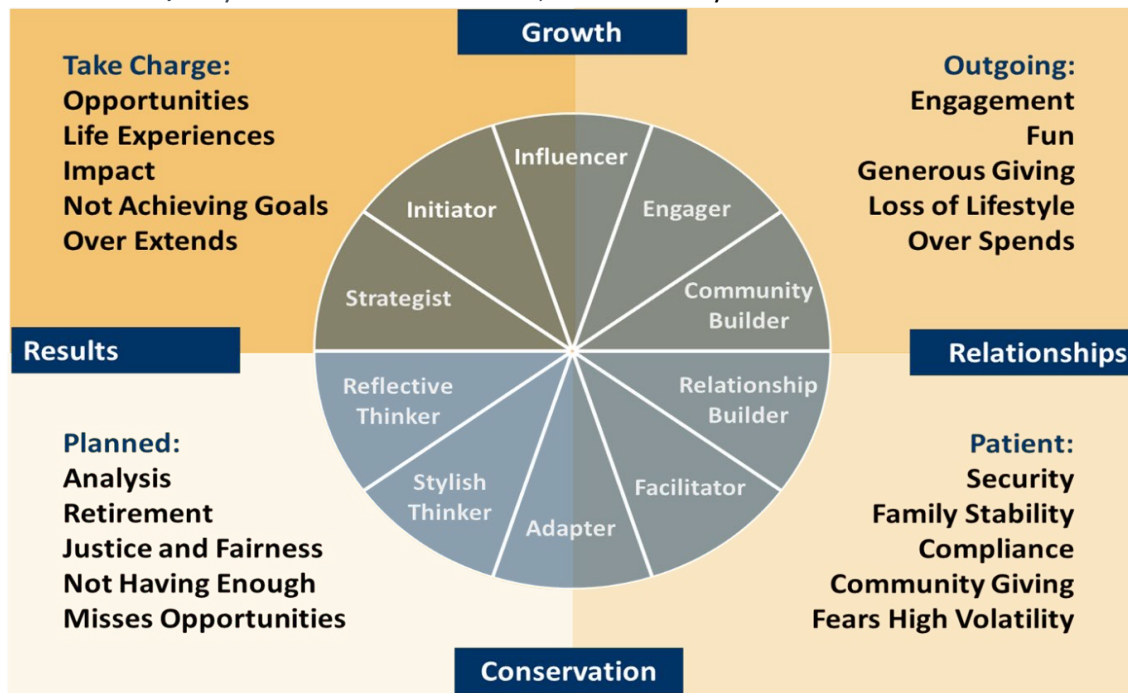 Growth
Take Charge:
Opportunities
Life Experiences
Impact
Not Achieving Goals
Over Extends
Outgoing:
Engagement
Fun
Generous Giving
Loss of Lifestyle
Over Spends
Influencer
Initiator
Engager
Strategist
Community
Builder
Results
Relationships
Reflective
Thinker
Relationship
Builder
Stylish
Thinker
Facilitator
Adapter
Planned:
Analysis
Retirement
Justice and Fairness
Not Having Enough
Misses Opportunities
Patient:
Security
Family Stability
Compliance
Community Giving
Fears High Volatility
Conservation